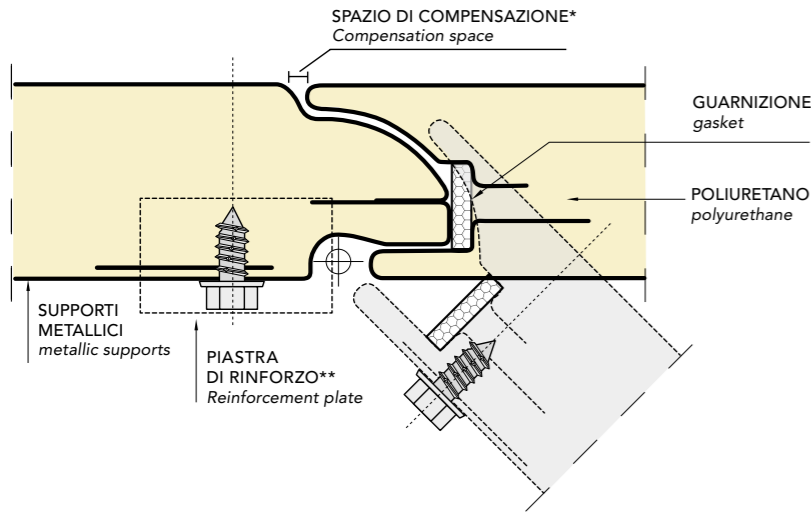 SPAZIO DI COMPENSAZIONE*
Compensation space
GUARNIZIONE
gasket
POLIURETANO
polyurethane
SUPPORTI
METALLICI
metallic supports
PIASTRA
DI RINFORZO**
Reinforcement plate